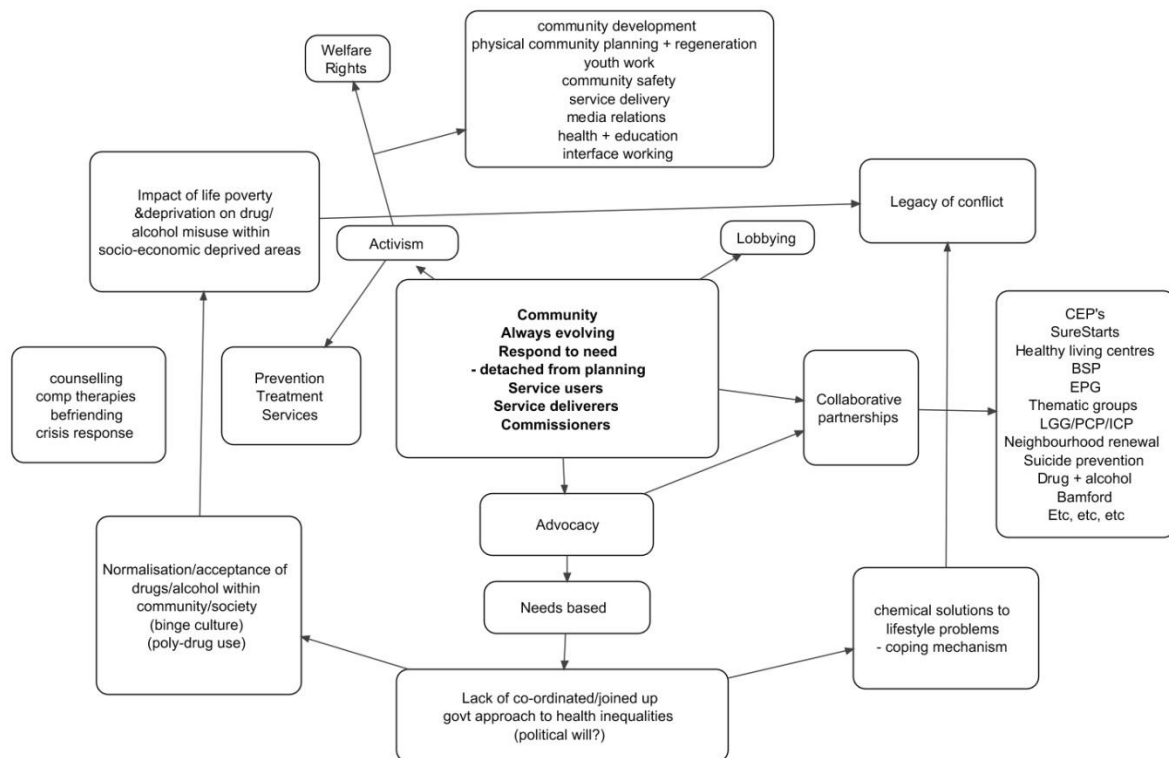 community development
physical community planning + regeneration
youth work
community safety
service delivery
media relations
health + education
interface working
Welfare
Rights
Impact of life poverty
&deprivation on drug/
alcohol misuse within
socio-economic deprived areas
Legacy of conflict
Activism
Lobbying
Community
Always evolving
Respond to need
- detached from planning
Service users
Service deliverers
Commissioners
counselling
comp therapies
befriending
crisis response
Prevention
Treatment
Services
Collaborative
partnerships
CEP's
SureStarts
Healthy living centres
BSP
EPG
Thematic groups
LGG/PCP/ICP
Neighbourhood renewal
Suicide prevention
Drug + alcohol
Bamford
Etc, etc, etc
Advocacy
Normalisation/acceptance of
drugs/alcohol within
community/society
(binge culture)
(poly-drug use)
Needs based
chemical solutions to
lifestyle problems
- coping mechanism
Lack of co-ordinated/joined up
govt approach to health inequalities
(political will?)